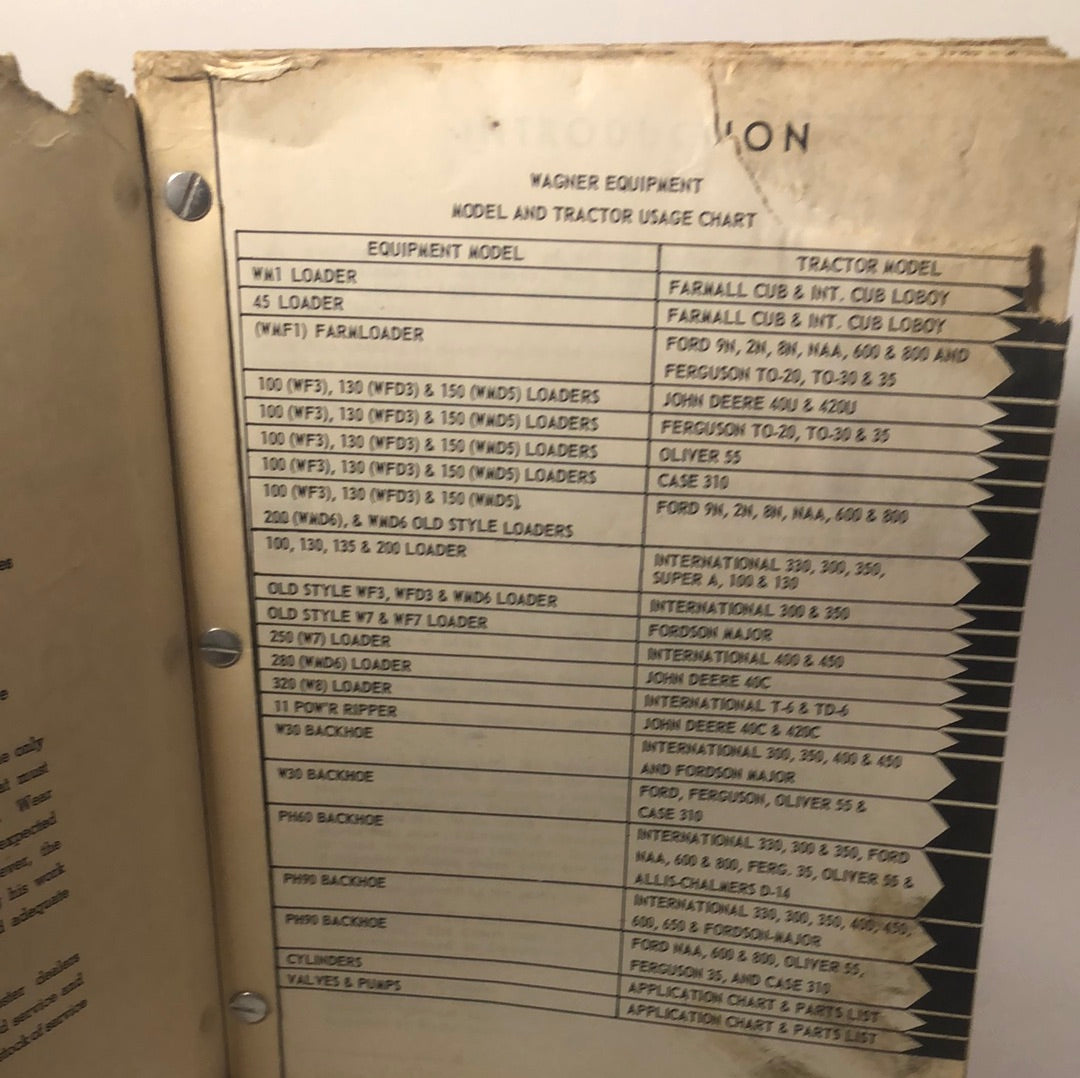 ION
WAGNER EQUIPMENT
MODEL AND TRACTOR USAGE CHART
EQUIPMENT MODEL TRACTOR MODEL
WM1 LOADER FARMALL CUB & INT. CUB LOBOY
45 LOADER FARMALL CUB & INT. CUB LOBOY
(WMF1) FARMLOADER FORD 9N, 2N, 8N, NAA, 600 & 800 AND
FERGUSON TO-20, TO-30 & 35
100 (WF3), 130 (WFD3) & 150 (WMD5) LOADERS JOHN DEERE 40U & 420U
100 (WF3), 130 (WFD3) & 150 (WMD5) LOADERS FERGUSON TO-20, TO-30 & 35
100 (WF3), 130 (WFD3) & 150 (WMD5) LOADERS OLIVER 55
100 (WF3), 130 (WFD3) & 150 (WMD5) LOADERS CASE 310
100 (WF3), 130 (WFD3) & 150 (WMD5), FORD 9N, 2N, 8N, NAA, 600 & 800
200 (WMD6), & WMD6 OLD STYLE LOADERS
100, 130, 135 & 200 LOADER INTERNATIONAL 330, 300, 350,
SUPER A, 100 & 130
OLD STYLE WF3, WFD3 & WMD6 LOADER INTERNATIONAL 300 & 350
OLD STYLE W7 & WF7 LOADER FORDSON MAJOR
250 (W7) LOADER INTERNATIONAL 400 & 450
280 (WMD6) LOADER JOHN DEERE 40C
320 (W8) LOADER INTERNATIONAL T-6 & TD-6
11 POW'R RIPPER JOHN DEERE 40C & 420C
W30 BACKHOE INTERNATIONAL 300, 350, 400 & 450
AND FORDSON MAJOR
W30 BACKHOE FORD, FERGUSON, OLIVER 55 &
CASE 310
PH60 BACKHOE INTERNATIONAL 330, 300 & 350, FORD
NAA, 600 & 800, FERG. 35, OLIVER 55 &
ALLIS-CHALMERS D-14
PH90 BACKHOE INTERNATIONAL 330, 300, 350, 400, 450,
600, 650 & FORDSON-MAJOR
PH90 BACKHOE FORD NAA, 600 & 800, OLIVER 55,
FERGUSON 35, AND CASE 310
CYLINDERS APPLICATION CHART & PARTS LIST
VALVES & PUMPS APPLICATION CHART & PARTS LIST
es
e
e only
at must
Wear
expected
ever, the
his work
d adequate
dealers
d service and
stock of service